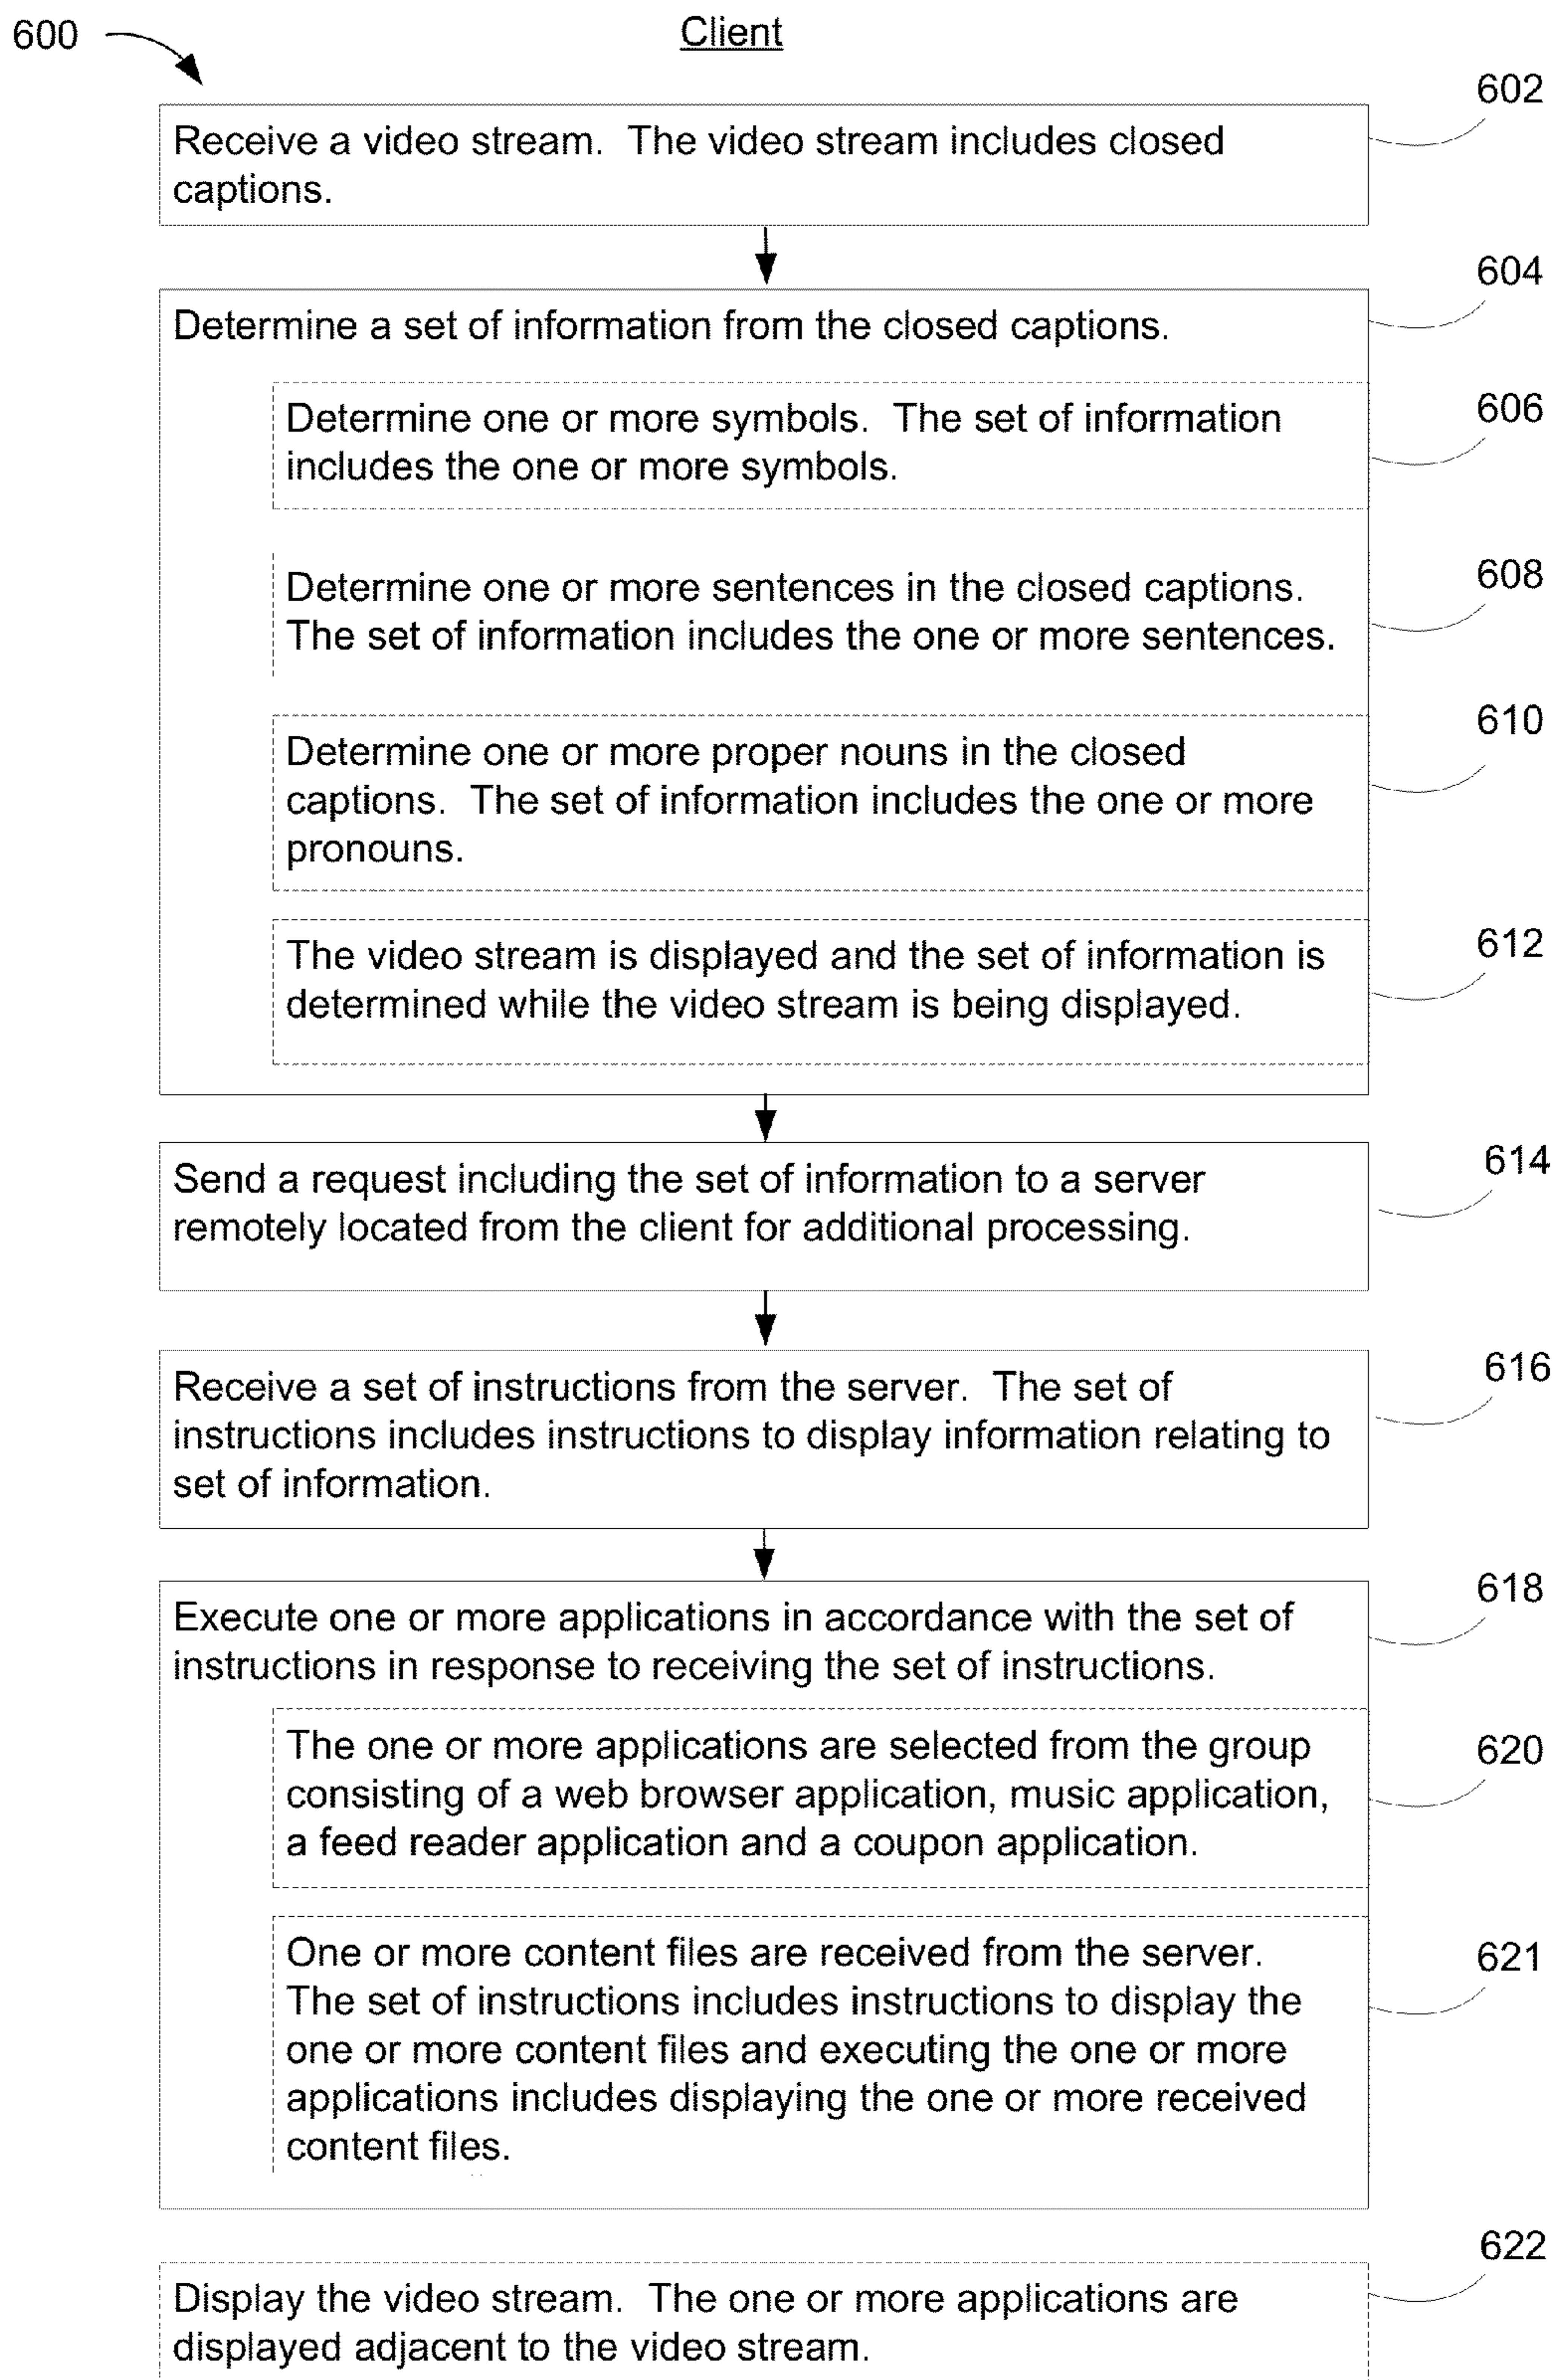 600
Client
602
Receive a video stream. The video stream includes closed
captions.
604
Determine a set of information from the closed captions.
606
Determine one or more symbols. The set of information
includes the one or more symbols.
608
Determine one or more sentences in the closed captions.
The set of information includes the one or more sentences.
610
Determine one or more proper nouns in the closed
captions. The set of information includes the one or more
pronouns.
612
The video stream is displayed and the set of information is
determined while the video stream is being displayed.
614
Send a request including the set of information to a server
remotely located from the client for additional processing.
616
Receive a set of instructions from the server. The set of
instructions includes instructions to display information relating to
set of information.
618
Execute one or more applications in accordance with the set of
instructions in response to receiving the set of instructions.
620
The one or more applications are selected from the group
consisting of a web browser application, music application,
a feed reader application and a coupon application.
621
One or more content files are received from the server.
The set of instructions includes instructions to display the
one or more content files and executing the one or more
applications includes displaying the one or more received
content files.
622
Display the video stream. The one or more applications are
displayed adjacent to the video stream.